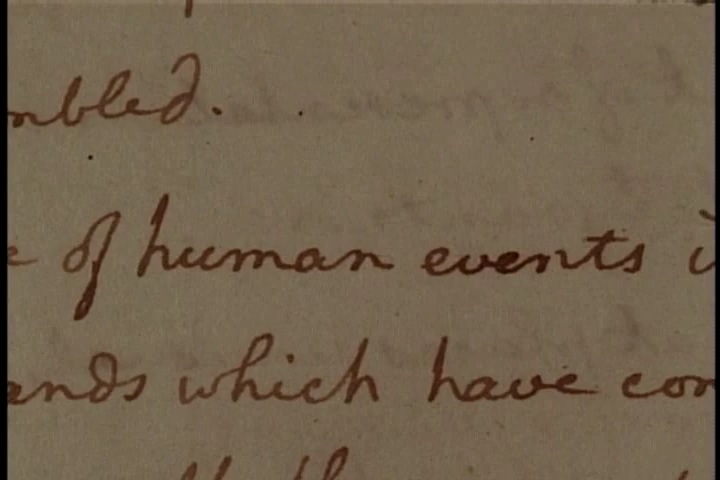 mbled.
e of human events i
ands which have con